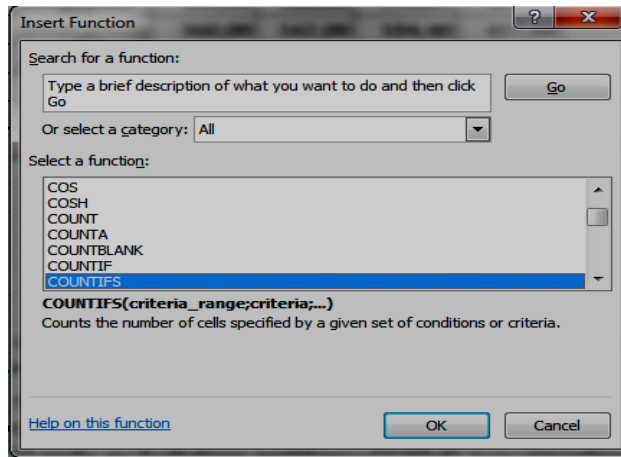 Insert Function
Search for a function:
Type a brief description of what you want to do and then click
Go
Go
Or select a category: All
Select a function:
COS
COSH
COUNT
COUNTA
COUNTBLANK
COUNTIF
COUNTIFS
COUNTIFS(criteria_range;criteria;...)
Counts the number of cells specified by a given set of conditions or criteria.
Help on this function
OK
Cancel